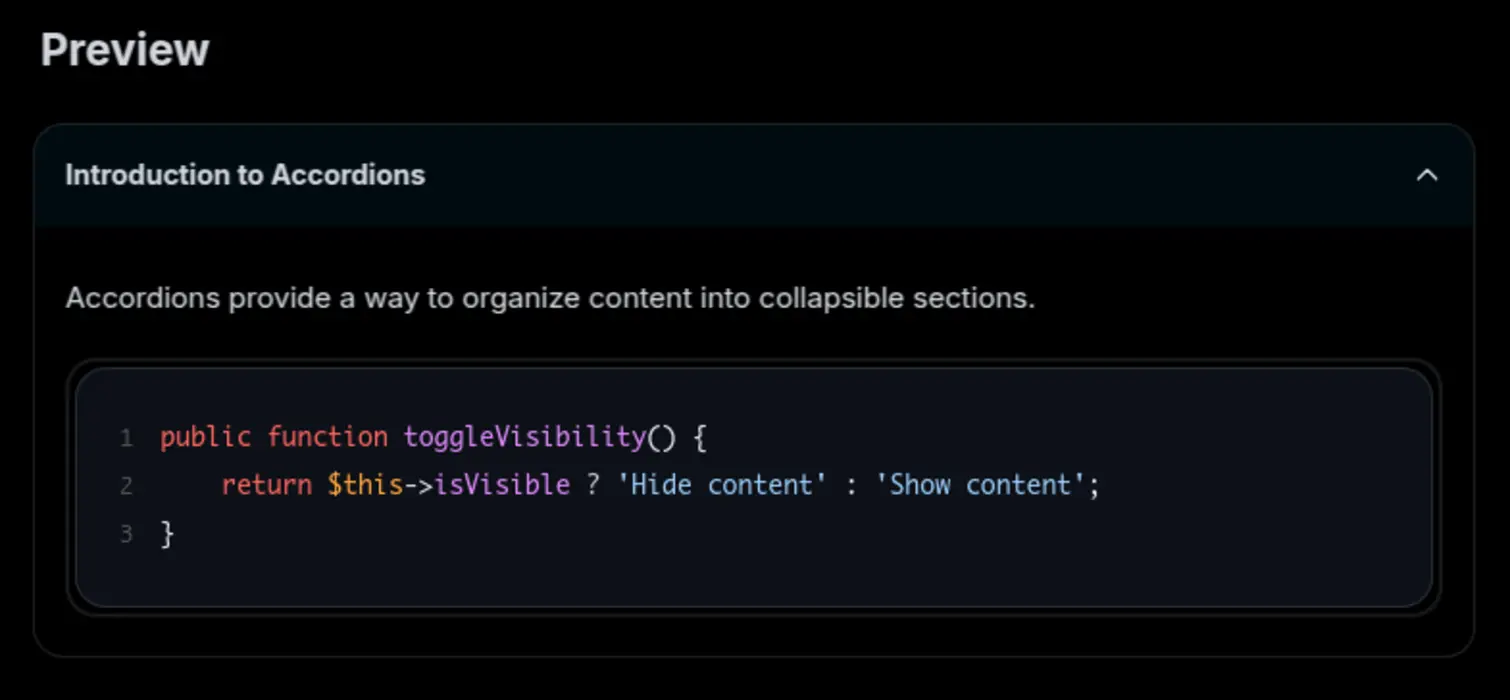 Preview
Introduction to Accordions
Accordions provide a way to organize content into collapsible sections.
1 public function toggleVisibility() {
2     return $this->isVisible ? 'Hide content' : 'Show content';
3 }